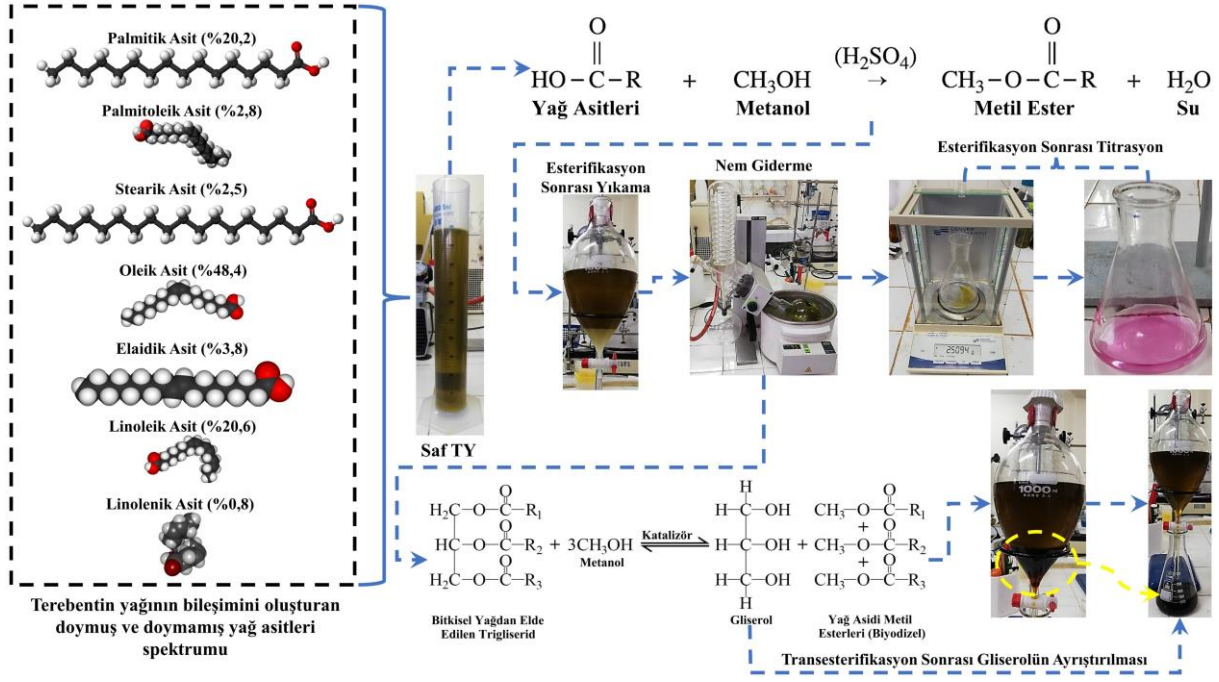 Palmitik Asit (%20,2)
Palmitoleik Asit (%2,8)
Stearik Asit (%2,5)
Oleik Asit (%48,4)
Elaidik Asit (%3,8)
Linoleik Asit (%20,6)
Linolenik Asit (%0,8)
Terebentin yağının bileşimini oluşturan
doymuş ve doymamış yağ asitleri
spektrumu
Saf TY
O
HO–C–R + CH₃OH (H₂SO₄) → CH₃–O–C–R + H₂O
O
Yağ Asitleri
Metanol
Metil Ester
Su
Esterifikasyon
Sonrası Yıkama
Nem Giderme
Esterifikasyon Sonrası Titrasyon
25094
1000
O
H₂C–O–C–R₁
O
HC–O–C–R₂
O
H₂C–O–C–R₃
+ 3CH₃OH
Metanol
Katalizör
H
H–C–OH
H–C–OH
H–C–OH
H
+
O
CH₃–O–C–R₁
+ O
CH₃–O–C–R₂
+ O
CH₃–O–C–R₃
Bitkisel Yağdan Elde
Edilen Trigliserid
Gliserol
Yağ Asidi Metil
Esterleri (Biyodizel)
Transesterifikasyon Sonrası Gliserolün Ayrıştırılması